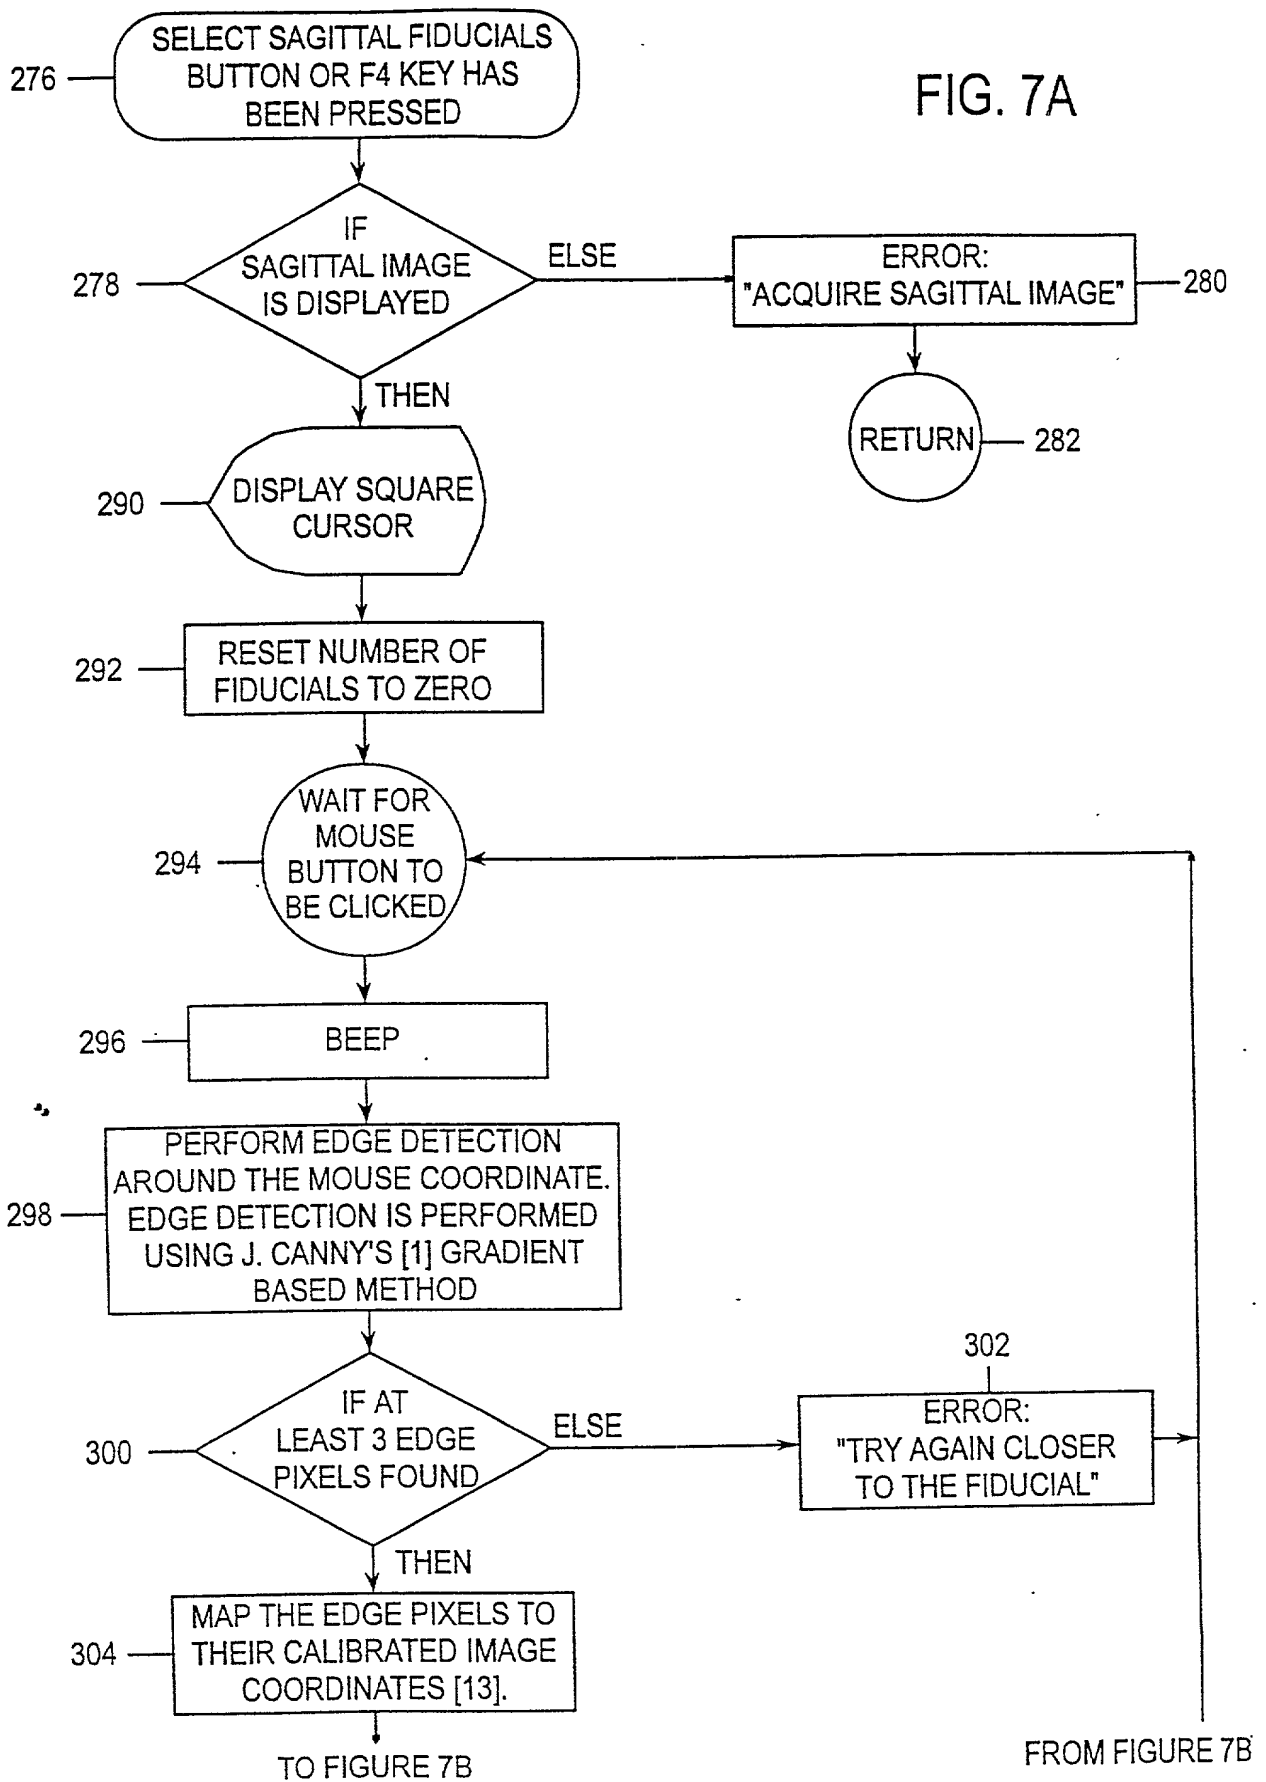 FIG. 7A
276
SELECT SAGITTAL FIDUCIALS
BUTTON OR F4 KEY HAS
BEEN PRESSED
278
IF
SAGITTAL IMAGE
IS DISPLAYED
ELSE
ERROR:
"ACQUIRE SAGITTAL IMAGE"
280
RETURN
282
THEN
290
DISPLAY SQUARE
CURSOR
292
RESET NUMBER OF
FIDUCIALS TO ZERO
294
WAIT FOR
MOUSE
BUTTON TO
BE CLICKED
296
BEEP
298
PERFORM EDGE DETECTION
AROUND THE MOUSE COORDINATE.
EDGE DETECTION IS PERFORMED
USING J. CANNY'S [1] GRADIENT
BASED METHOD
300
IF AT
LEAST 3 EDGE
PIXELS FOUND
ELSE
302
ERROR:
"TRY AGAIN CLOSER
TO THE FIDUCIAL"
THEN
304
MAP THE EDGE PIXELS TO
THEIR CALIBRATED IMAGE
COORDINATES [13].
TO FIGURE 7B
FROM FIGURE 7B